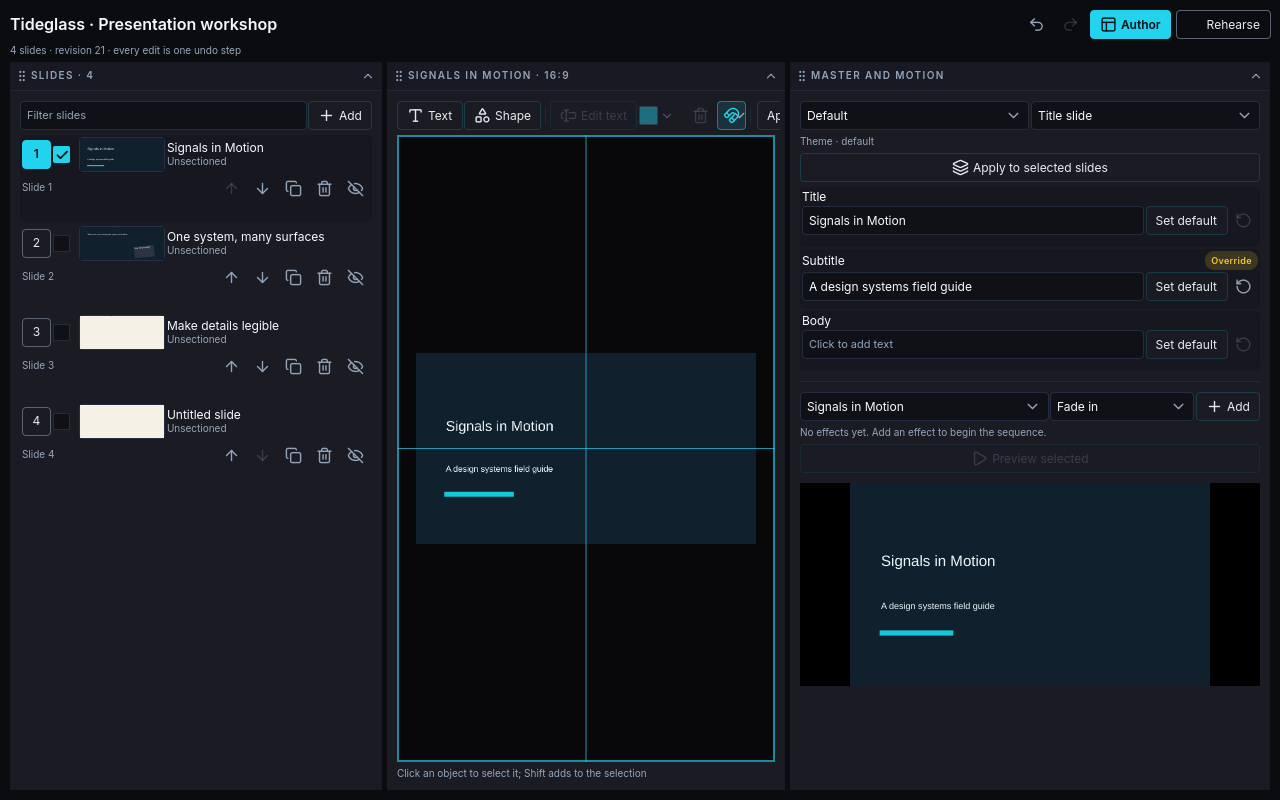 Tideglass · Presentation workshop
Author
Rehearse
4 slides · revision 21 · every edit is one undo step
SLIDES · 4
Filter slides
Add
1
Signals in Motion
Unsectioned
Slide 1
2
One system, many surfaces
Unsectioned
Slide 2
3
Make details legible
Unsectioned
Slide 3
4
Untitled slide
Unsectioned
Slide 4
SIGNALS IN MOTION · 16:9
Text
Shape
Edit text
Ap
Signals in Motion
A design systems field guide
Click an object to select it; Shift adds to the selection
MASTER AND MOTION
Default
Title slide
Theme · default
Apply to selected slides
Title
Signals in Motion
Set default
Subtitle
Override
A design systems field guide
Set default
Body
Click to add text
Set default
Signals in Motion
Fade in
Add
No effects yet. Add an effect to begin the sequence.
Preview selected
Signals in Motion
A design systems field guide